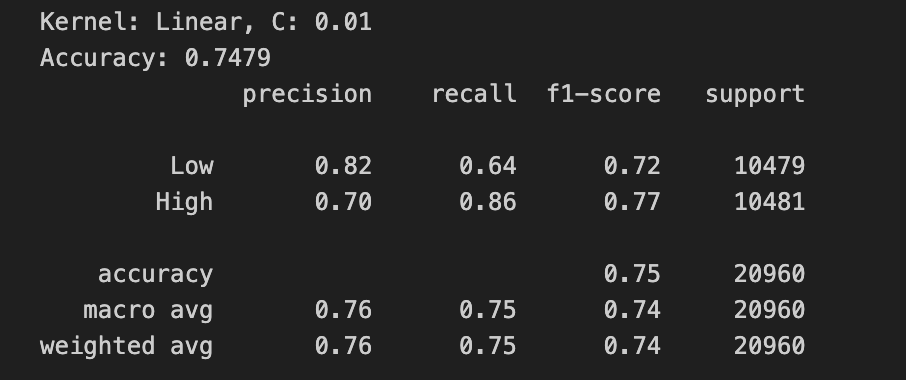 Kernel: Linear, C: 0.01
Accuracy: 0.7479
precision recall f1-score support
Low 0.82 0.64 0.72 10479
High 0.70 0.86 0.77 10481
accuracy 0.75 20960
macro avg 0.76 0.75 0.74 20960
weighted avg 0.76 0.75 0.74 20960